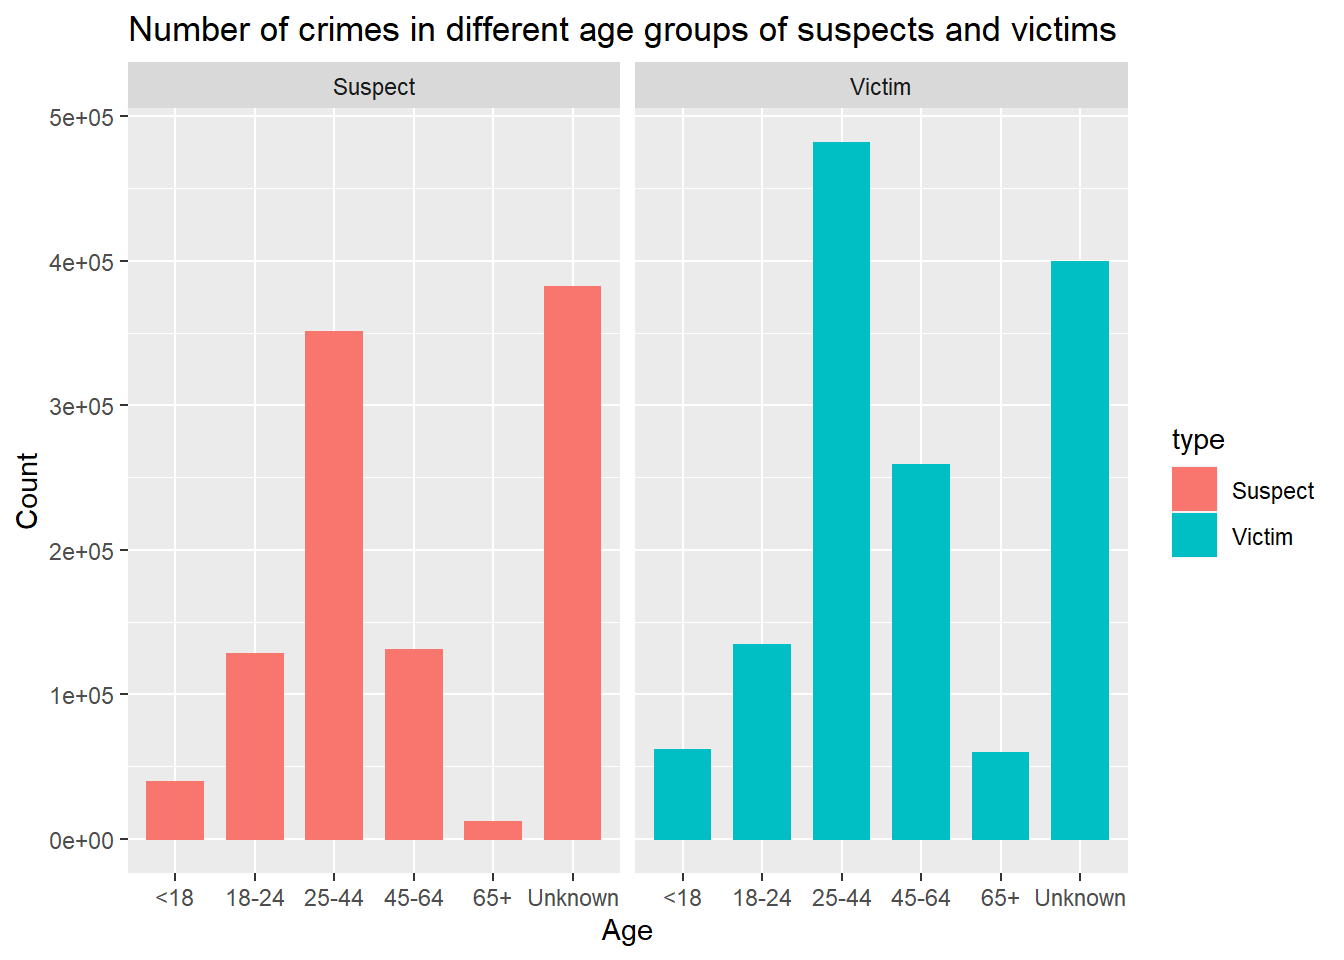 Number of crimes in different age groups of suspects and victims
Suspect
Victim
5e+05
4e+05
3e+05
2e+05
1e+05
0e+00
Count
<18 18-24 25-44 45-64 65+ Unknown
<18 18-24 25-44 45-64 65+ Unknown
Age
type
Suspect
Victim